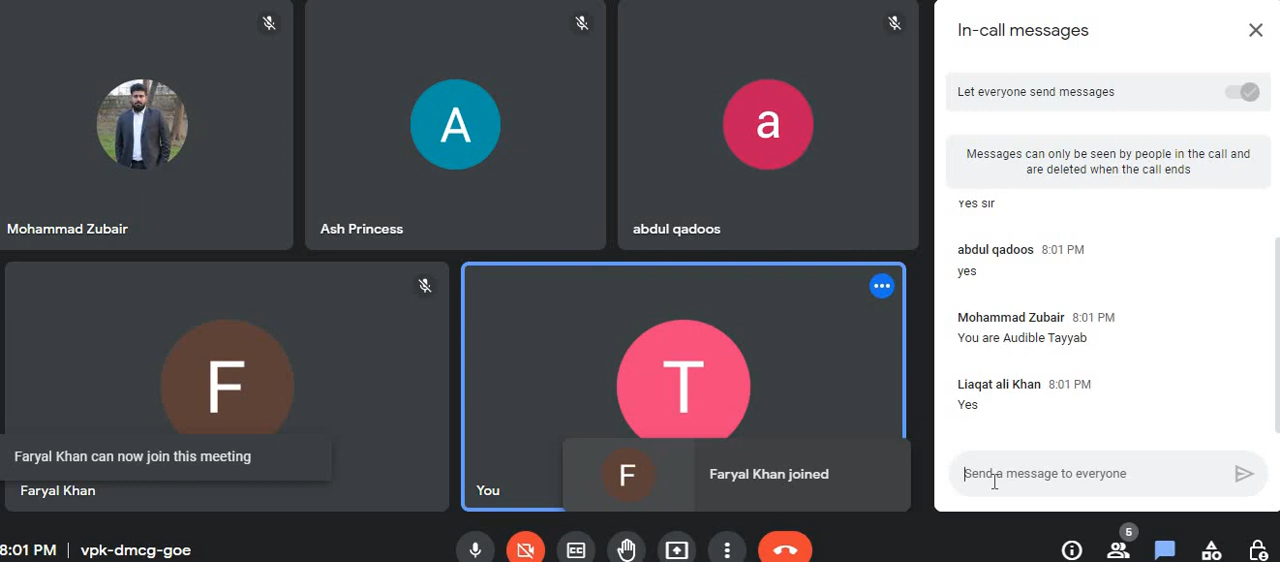 In-call messages
Let everyone send messages
Messages can only be seen by people in the call and
are deleted when the call ends
Yes sir
abdul qadoos 8:01 PM
yes
Mohammad Zubair 8:01 PM
You are Audible Tayyab
Liaqat ali Khan 8:01 PM
Yes
Send a message to everyone
A
a
Mohammad Zubair
Ash Princess
abdul qadoos
F
T
Faryal Khan can now join this meeting
Faryal Khan
You
F
Faryal Khan joined
8:01 PM | vpk-dmcg-goe
CC
5